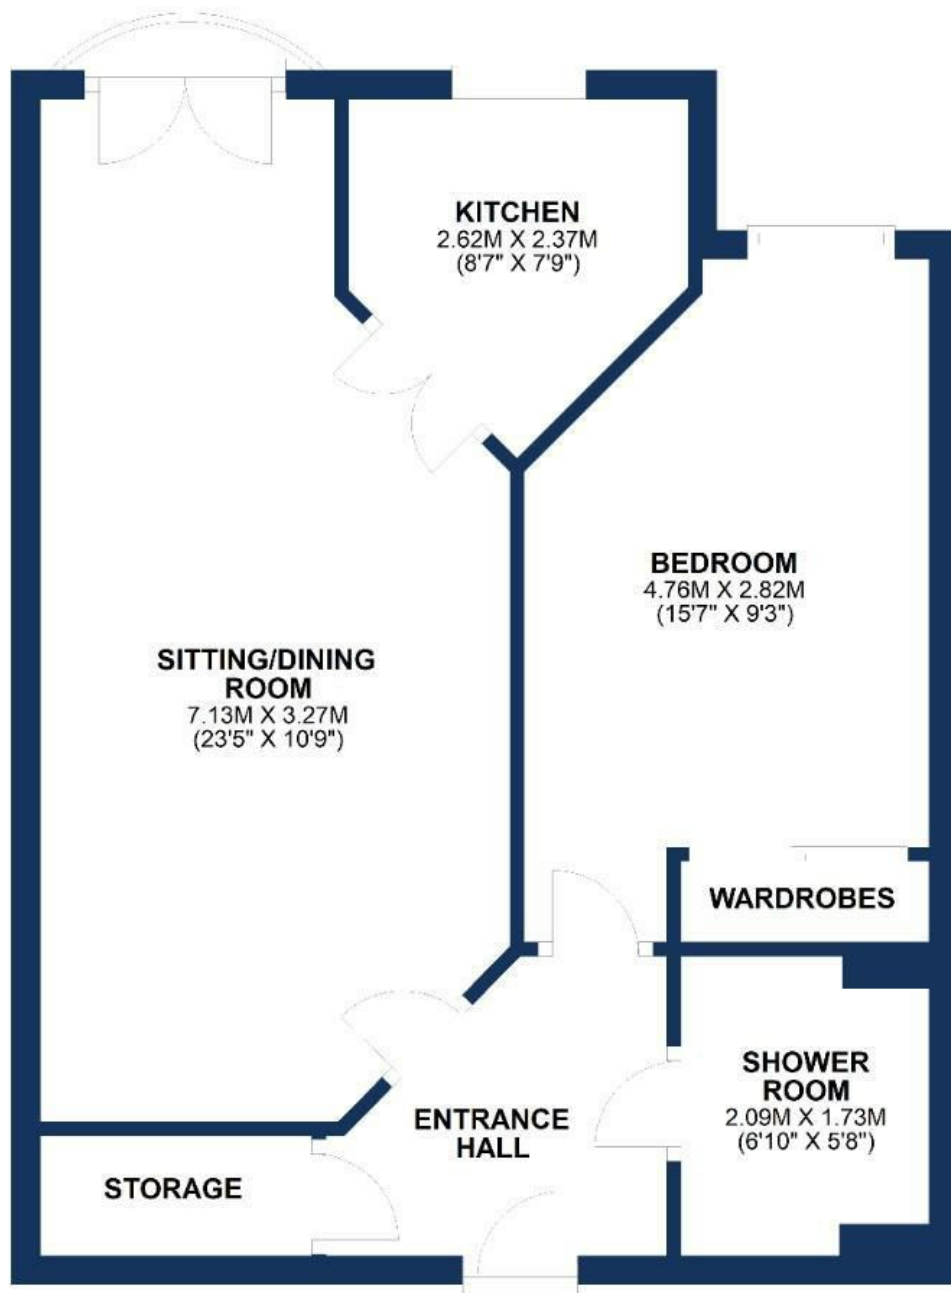 KITCHEN
2.62M X 2.37M
(8'7" X 7'9")
BEDROOM
4.76M X 2.82M
(15'7" X 9'3")
SITTING/DINING
ROOM
7.13M X 3.27M
(23'5" X 10'9")
WARDROBES
SHOWER
ROOM
2.09M X 1.73M
(6'10" X 5'8")
ENTRANCE
HALL
STORAGE